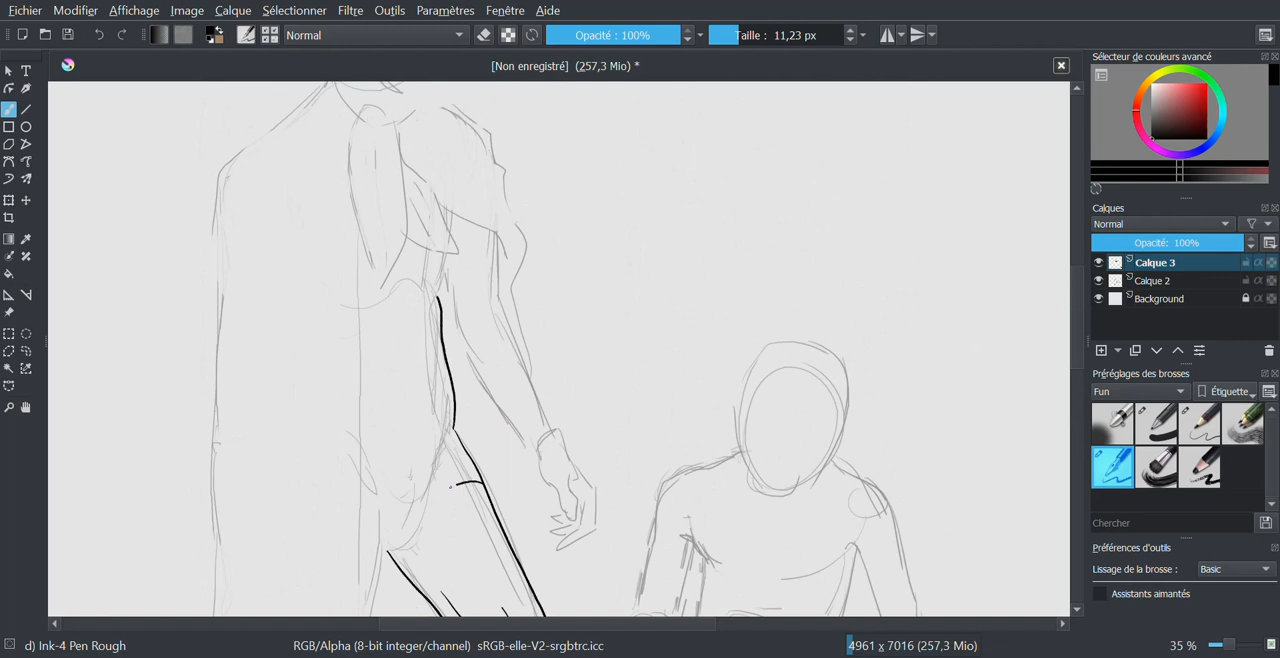 Fichier Modifier Affichage Image Calque Sélectionner Filtre Outils Paramètres Fenêtre Aide
Normal Opacité : 100% Taille : 11,23 px
[Non enregistré] (257,3 Mio) *
Sélecteur de couleurs avancé
Calques
Normal
Opacité: 100%
Calque 3
Calque 2
Background
Préréglages des brosses
Fun Étiquette
Chercher
Préférences d'outils
Lissage de la brosse : Basic
Assistants aimantés
d) Ink-4 Pen Rough RGB/Alpha (8-bit integer/channel) sRGB-elle-V2-srgbtrc.icc 4961 x 7016 (257,3 Mio) 35 %